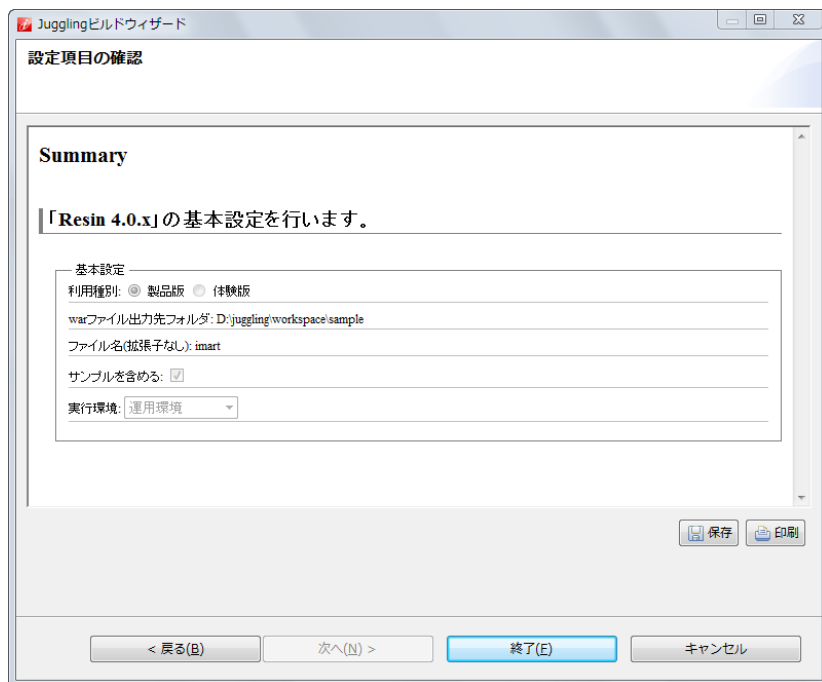 Jugglingビルドウィザード
設定項目の確認
Summary
「Resin 4.0.x」の基本設定を行います。
基本設定
利用種別: 製品版 体験版
warファイル出力先フォルダ: D:\juggling\workspace\sample
ファイル名(拡張子なし): imart
サンプルを含める:
実行環境: 運用環境
保存 印刷
< 戻る(B) 次へ(N) > 終了(F) キャンセル